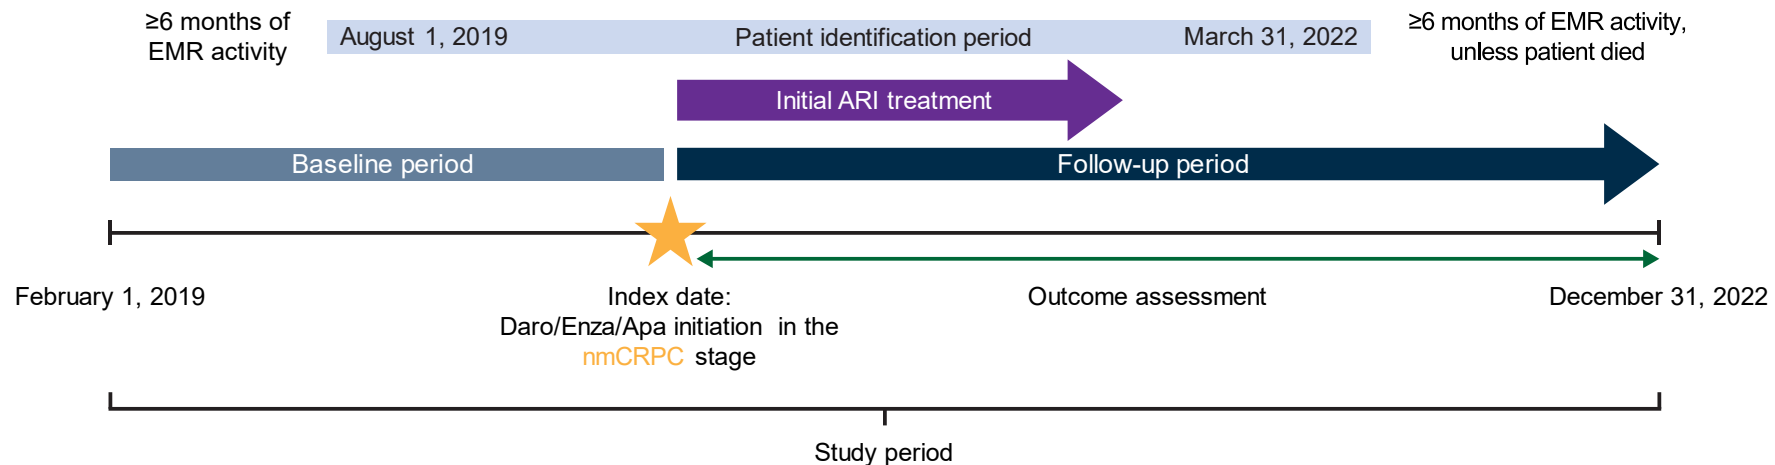 ≥6 months of
EMR activity
August 1, 2019
Patient identification period
March 31, 2022
≥6 months of EMR activity,
unless patient died
Initial ARI treatment
Baseline period
Follow-up period
February 1, 2019
Index date:
Daro/Enza/Apa initiation in the
nmCRPC stage
Outcome assessment
December 31, 2022
Study period